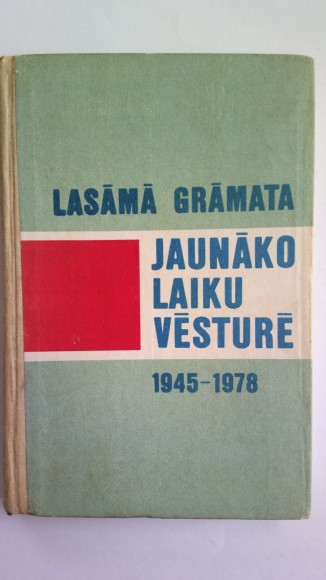 LASĀMĀ GRĀMATA
JAUNĀKO
LAIKU
VĒSTURĒ
1945-1978